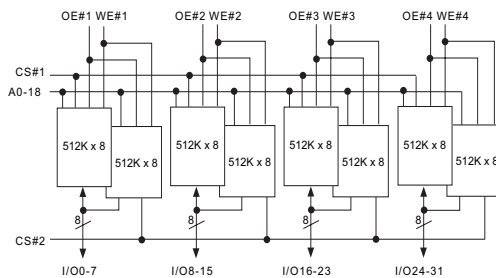 OE#1 WE#1 OE#2 WE#2 OE#3 WE#3 OE#4 WE#4
CS#1
A0-18
512K x 8 512K x 8 512K x 8 512K x 8
512K x 8 512K x 8 512K x 8 512K x 8
8 8 8 8
CS#2
I/O0-7 I/O8-15 I/O16-23 I/O24-31